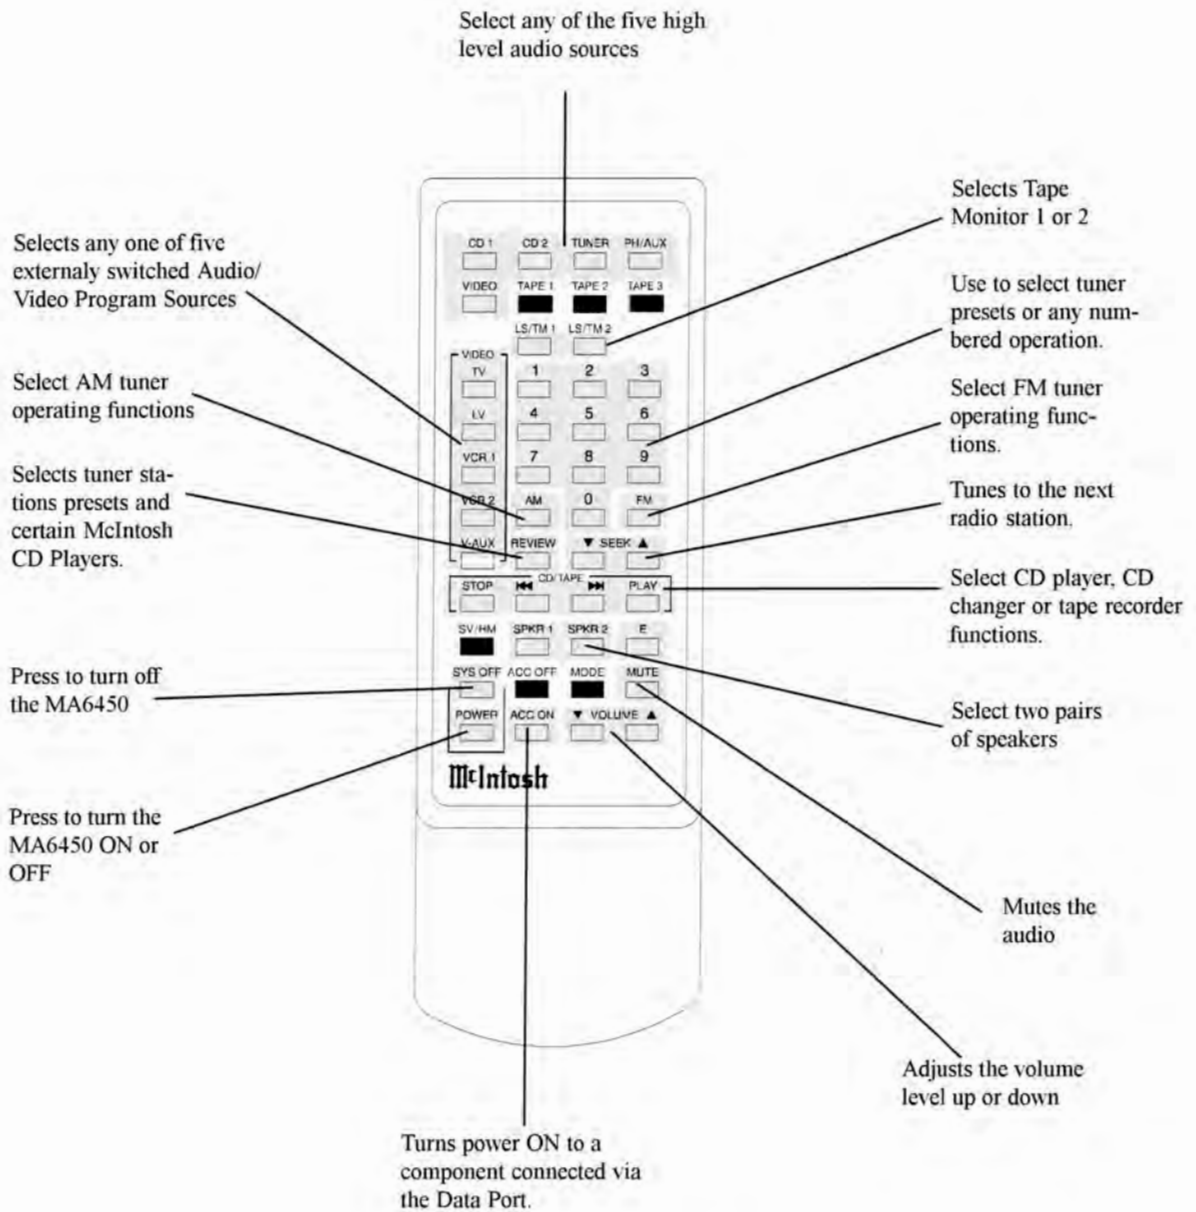 Select any of the five high
level audio sources
Selects Tape
Monitor 1 or 2
Selects any one of five
externaly switched Audio/
Video Program Sources
Use to select tuner
presets or any num-
bered operation.
Select AM tuner
operating functions
Select FM tuner
operating func-
tions.
Selects tuner sta-
tions presets and
certain McIntosh
CD Players.
Tunes to the next
radio station.
Select CD player, CD
changer or tape recorder
functions.
Press to turn off
the MA6450
Select two pairs
of speakers
Press to turn the
MA6450 ON or
OFF
Mutes the
audio
Adjusts the volume
level up or down
Turns power ON to a
component connected via
the Data Port.
CD 1 CD 2 TUNER PH/AUX
VIDEO TAPE 1 TAPE 2 TAPE 3
LS/TM 1 LS/TM 2
VIDEO
TV 1 2 3
LV 4 5 6
VCR 1 7 8 9
VCR 2 AM 0 FM
V-AUX REVIEW ▼ SEEK ▲
CD/TAPE
STOP ⏮ ⏭ PLAY
SV/HM SPKR 1 SPKR 2 E
SYS OFF ACC OFF MODE MUTE
POWER ACC ON ▼ VOLUME ▲
McIntosh